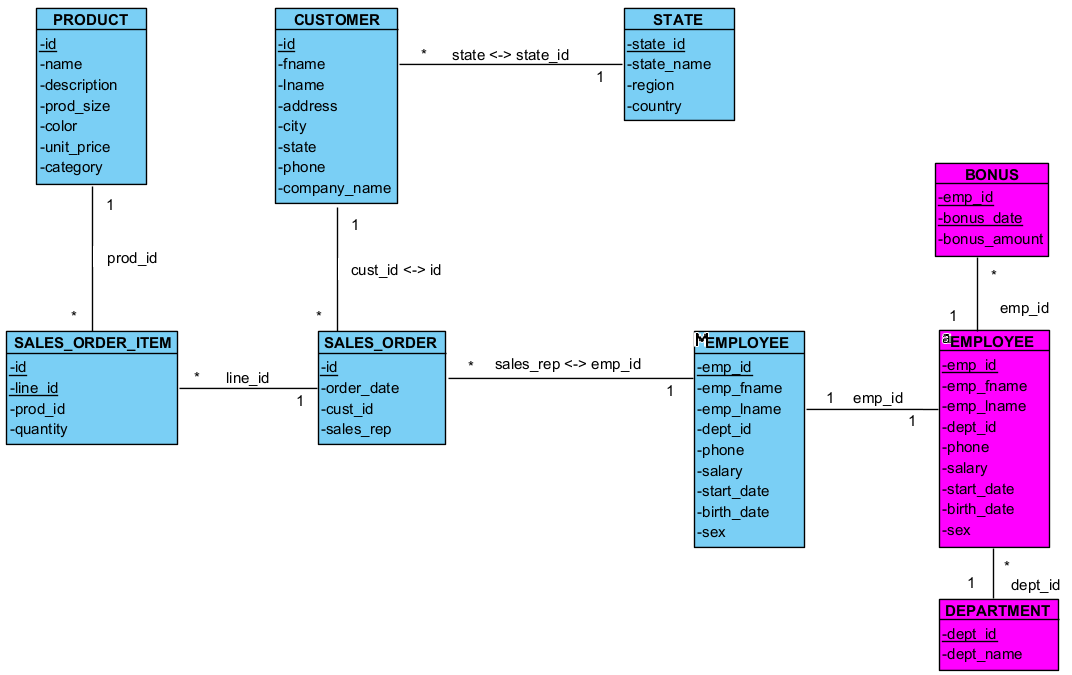 PRODUCT
-id
-name
-description
-prod_size
-color
-unit_price
-category
CUSTOMER
-id
-fname
-lname
-address
-city
-state
-phone
-company_name
STATE
-state_id
-state_name
-region
-country
* state <-> state_id
1
BONUS
-emp_id
-bonus_date
-bonus_amount
1
prod_id
*
1
cust_id <-> id
*
*
emp_id
1
SALES_ORDER_ITEM
-id
-line_id
-prod_id
-quantity
* line_id
1
SALES_ORDER
-id
-order_date
-cust_id
-sales_rep
* sales_rep <-> emp_id
1
M
EMPLOYEE
-emp_id
-emp_fname
-emp_lname
-dept_id
-phone
-salary
-start_date
-birth_date
-sex
1 emp_id
1
a
EMPLOYEE
-emp_id
-emp_fname
-emp_lname
-dept_id
-phone
-salary
-start_date
-birth_date
-sex
*
1 dept_id
DEPARTMENT
-dept_id
-dept_name